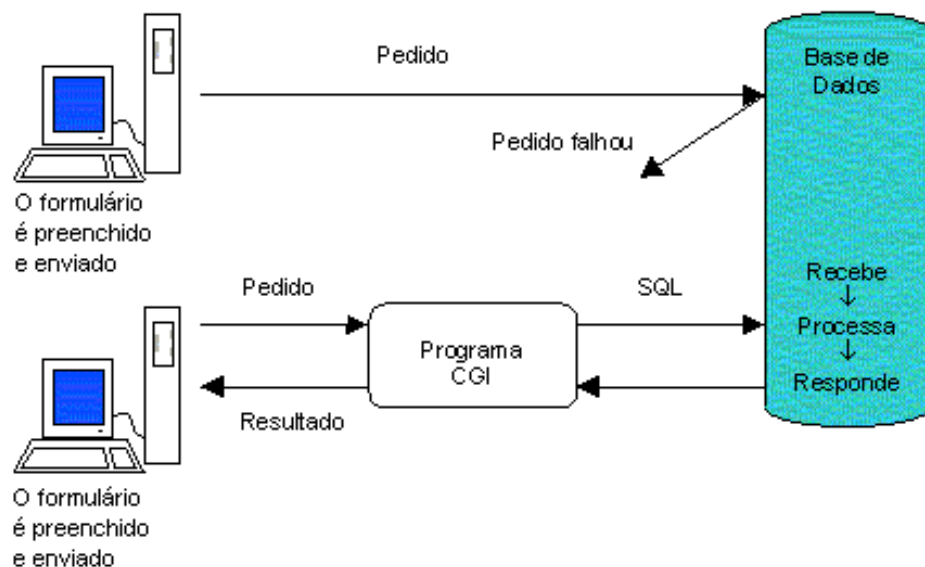 Pedido
Base de
Dados
Pedido falhou
O formulário
é preenchido
e enviado
Pedido
SQL
Recebe
↓
Processa
↓
Responde
Programa
CGI
Resultado
O formulário
é preenchido
e enviado